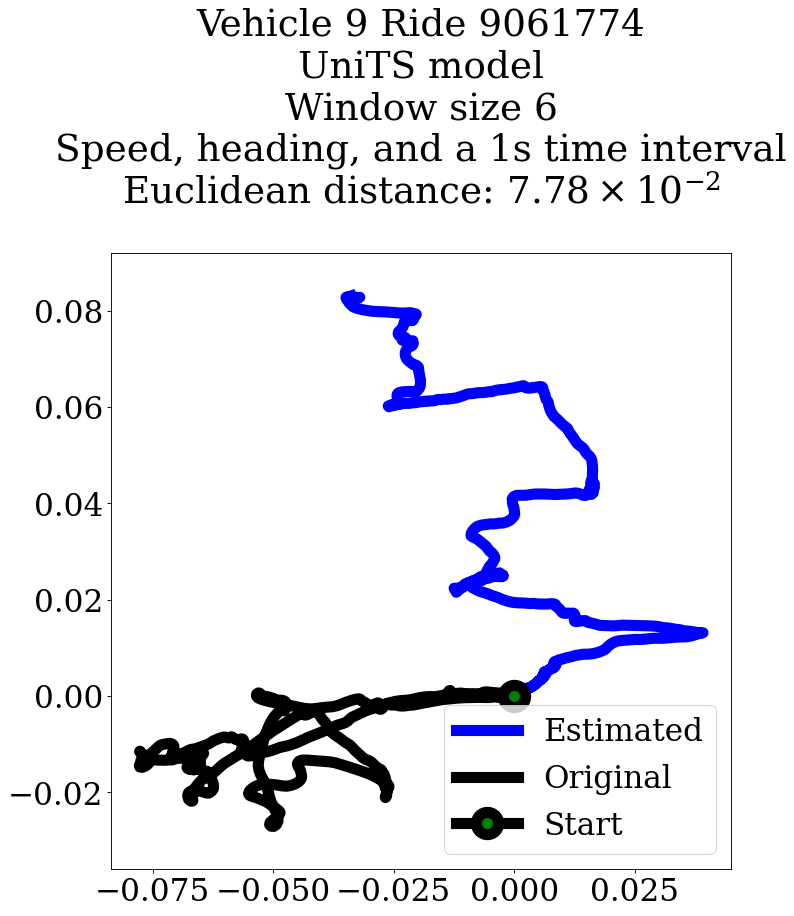 Vehicle 9 Ride 9061774
UniTS model
Window size 6
Speed, heading, and a 1s time interval
Euclidean distance: $7.78 \times 10^{-2}$
0.08
0.06
0.04
0.02
0.00
−0.02
Estimated
Original
Start
−0.075 −0.050 −0.025 0.000 0.025